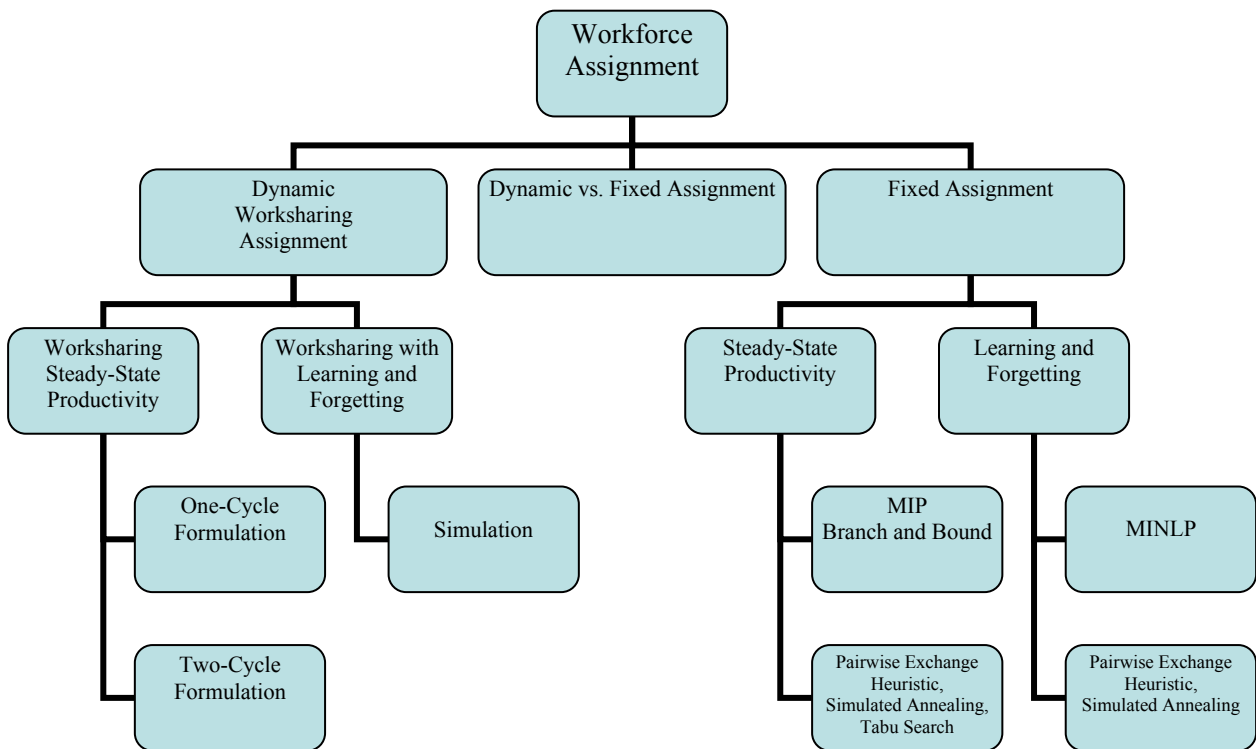 Workforce
Assignment
Dynamic
Worksharing
Assignment
Dynamic vs. Fixed Assignment
Fixed Assignment
Worksharing
Steady-State
Productivity
Worksharing with
Learning and
Forgetting
Steady-State
Productivity
Learning and
Forgetting
One-Cycle
Formulation
Simulation
MIP
Branch and Bound
MINLP
Two-Cycle
Formulation
Pairwise Exchange
Heuristic,
Simulated Annealing,
Tabu Search
Pairwise Exchange
Heuristic,
Simulated Annealing